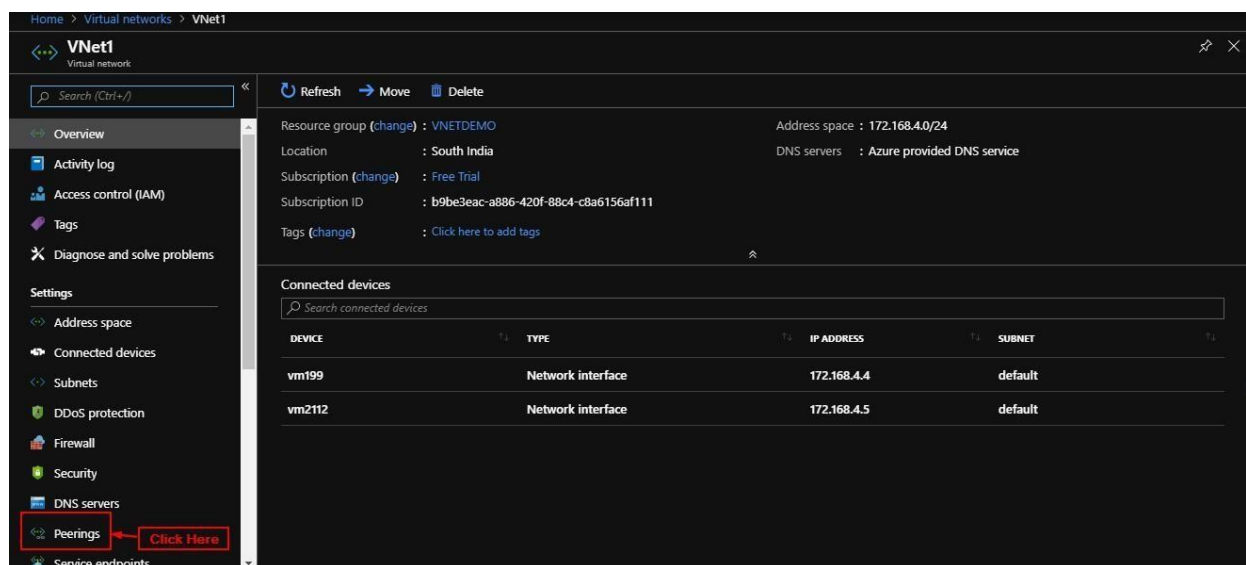 Home > Virtual networks > VNet1
VNet1
Virtual network
Search (Ctrl+/)
«
Overview
Activity log
Access control (IAM)
Tags
Diagnose and solve problems
Settings
Address space
Connected devices
Subnets
DDoS protection
Firewall
Security
DNS servers
Peerings
Click Here
Service endpoints
Refresh Move Delete
Resource group (change) : VNETDEMO
Location : South India
Subscription (change) : Free Trial
Subscription ID : b9be3eac-a886-420f-88c4-c8a6156af111
Tags (change) : Click here to add tags
Address space : 172.168.4.0/24
DNS servers : Azure provided DNS service
Connected devices
Search connected devices
DEVICE TYPE IP ADDRESS SUBNET
vm199 Network interface 172.168.4.4 default
vm2112 Network interface 172.168.4.5 default